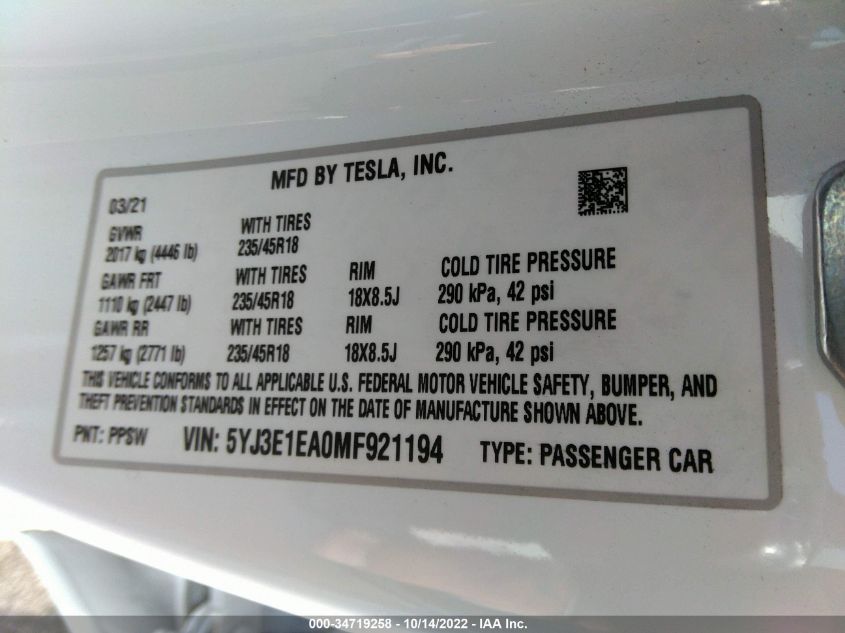 MFD BY TESLA, INC.
03/21
GVWR WITH TIRES
2017 kg (4446 lb) 235/45R18
GAWR FRT WITH TIRES RIM COLD TIRE PRESSURE
1110 kg (2447 lb) 235/45R18 18X8.5J 290 kPa, 42 psi
GAWR RR WITH TIRES RIM COLD TIRE PRESSURE
1257 kg (2771 lb) 235/45R18 18X8.5J 290 kPa, 42 psi
THIS VEHICLE CONFORMS TO ALL APPLICABLE U.S. FEDERAL MOTOR VEHICLE SAFETY, BUMPER, AND
THEFT PREVENTION STANDARDS IN EFFECT ON THE DATE OF MANUFACTURE SHOWN ABOVE.
PNT: PPSW VIN: 5YJ3E1EA0MF921194 TYPE: PASSENGER CAR
000-34719258 - 10/14/2022 - IAA Inc.